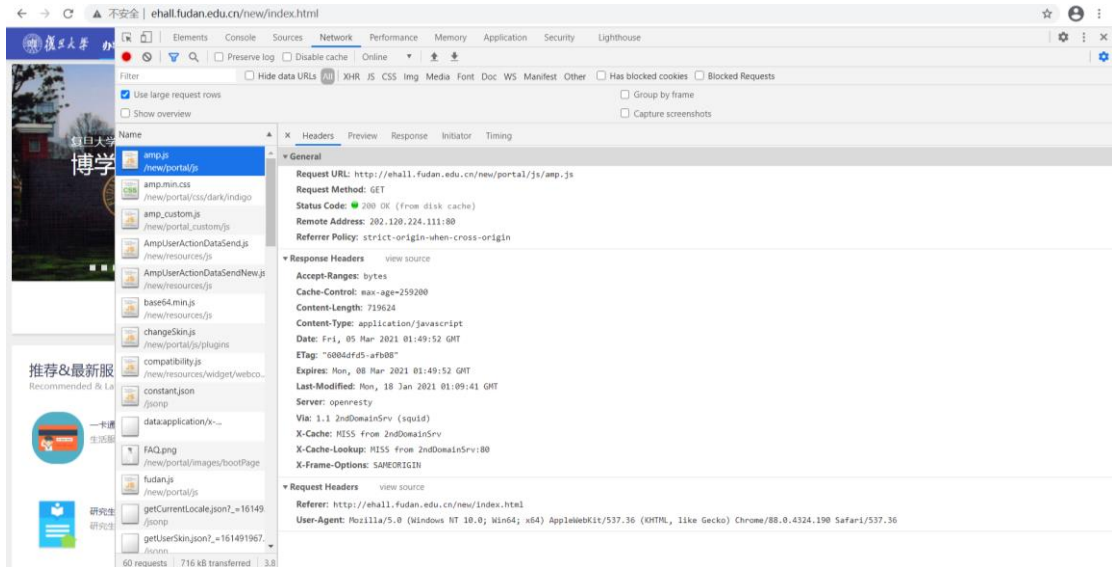 不安全 | ehall.fudan.edu.cn/new/index.html
復旦大學
Elements Console Sources Network Performance Memory Application Security Lighthouse
Preserve log Disable cache Online
Filter Hide data URLs All XHR JS CSS Img Media Font Doc WS Manifest Other Has blocked cookies Blocked Requests
Use large request rows Group by frame
Show overview Capture screenshots
复旦大学
博学
推荐&最新服
Recommended & La
一卡通
生活服
研究生
研究生
Name
amp.js
/new/portal/js
amp.min.css
/new/portal/css/dark/indigo
amp_custom.js
/new/portal_custom/js
AmpUserActionDataSend.js
/new/resources/js
AmpUserActionDataSendNew.js
/new/resources/js
base64.min.js
/new/resources/js
changeSkin.js
/new/portal/js/plugins
compatibility.js
/new/resources/widget/webco...
constant.json
/jsonp
data:application/x-...
FAQ.png
/new/portal/images/bootPage
fudan.js
/new/portal/js
getCurrentLocale.json?_=16149.
/jsonp
getUserSkin.json?_=161491967.
/jsonp
60 requests 716 kB transferred 3.8
Headers Preview Response Initiator Timing
General
Request URL: http://ehall.fudan.edu.cn/new/portal/js/amp.js
Request Method: GET
Status Code: 200 OK (from disk cache)
Remote Address: 202.120.224.111:80
Referrer Policy: strict-origin-when-cross-origin
Response Headers view source
Accept-Ranges: bytes
Cache-Control: max-age=259200
Content-Length: 719624
Content-Type: application/javascript
Date: Fri, 05 Mar 2021 01:49:52 GMT
ETag: "6004dfd5-afb08"
Expires: Mon, 08 Mar 2021 01:49:52 GMT
Last-Modified: Mon, 18 Jan 2021 01:09:41 GMT
Server: openresty
Via: 1.1 2ndDomainSrv (squid)
X-Cache: MISS from 2ndDomainSrv
X-Cache-Lookup: MISS from 2ndDomainSrv:80
X-Frame-Options: SAMEORIGIN
Request Headers view source
Referer: http://ehall.fudan.edu.cn/new/index.html
User-Agent: Mozilla/5.0 (Windows NT 10.0; Win64; x64) AppleWebKit/537.36 (KHTML, like Gecko) Chrome/88.0.4324.190 Safari/537.36